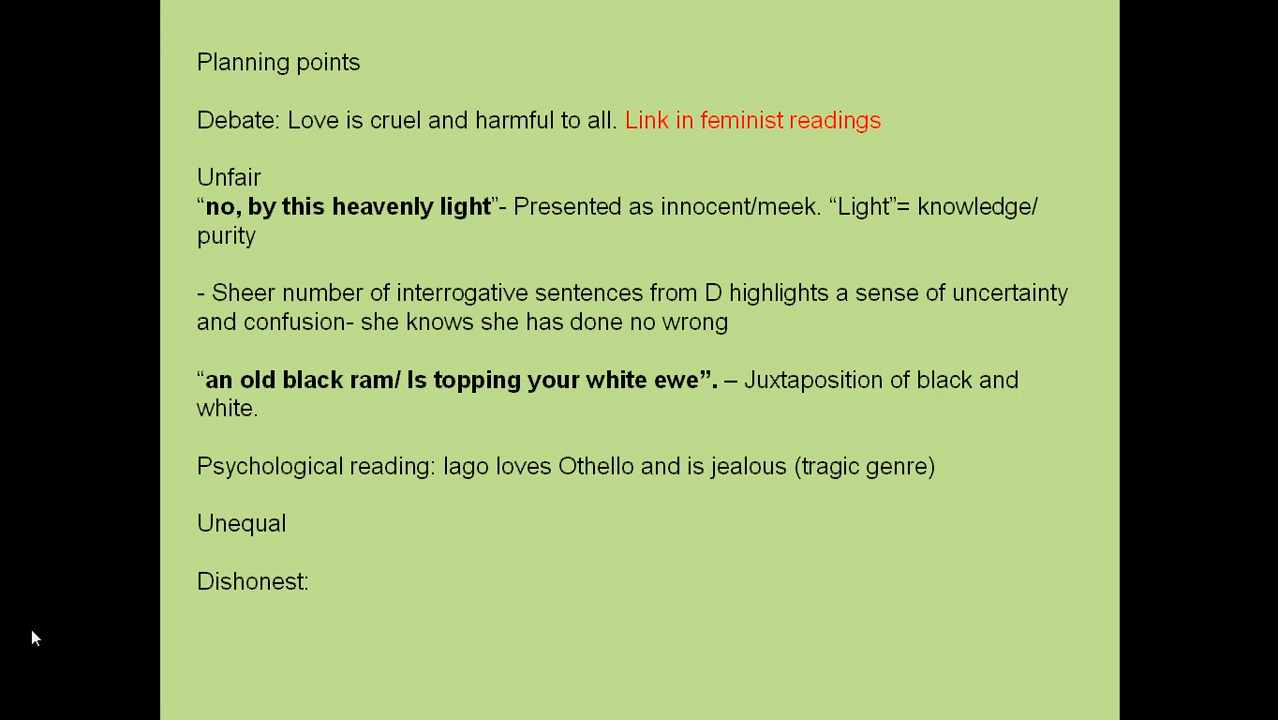 Planning points
Debate: Love is cruel and harmful to all. Link in feminist readings
Unfair
“no, by this heavenly light”- Presented as innocent/meek. “Light”= knowledge/
purity
- Sheer number of interrogative sentences from D highlights a sense of uncertainty
and confusion- she knows she has done no wrong
“an old black ram/ Is topping your white ewe”. – Juxtaposition of black and
white.
Psychological reading: Iago loves Othello and is jealous (tragic genre)
Unequal
Dishonest: